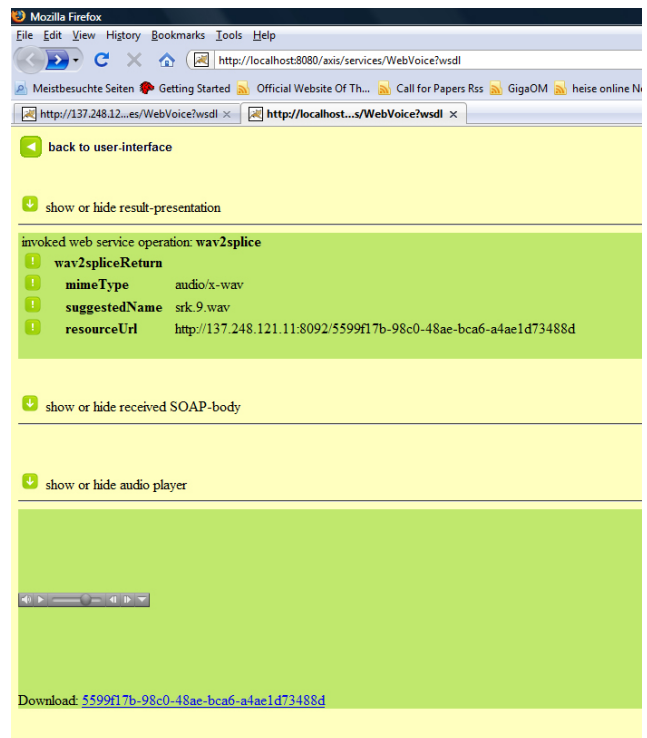 Mozilla Firefox
File Edit View History Bookmarks Tools Help
http://localhost:8080/axis/services/WebVoice?wsdl
Meistbesuchte Seiten Getting Started Official Website Of Th... Call for Papers Rss GigaOM heise online
http://137.248.12...es/WebVoice?wsdl http://localhost...s/WebVoice?wsdl
back to user-interface
show or hide result-presentation
invoked web service operation: wav2splice
wav2spliceReturn
mimeType audio/x-wav
suggestedName srk.9.wav
resourceUrl http://137.248.121.11:8092/5599f17b-98c0-48ae-bca6-a4ae1d73488d
show or hide received SOAP-body
show or hide audio player
Download: 5599f17b-98c0-48ae-bca6-a4ae1d73488d